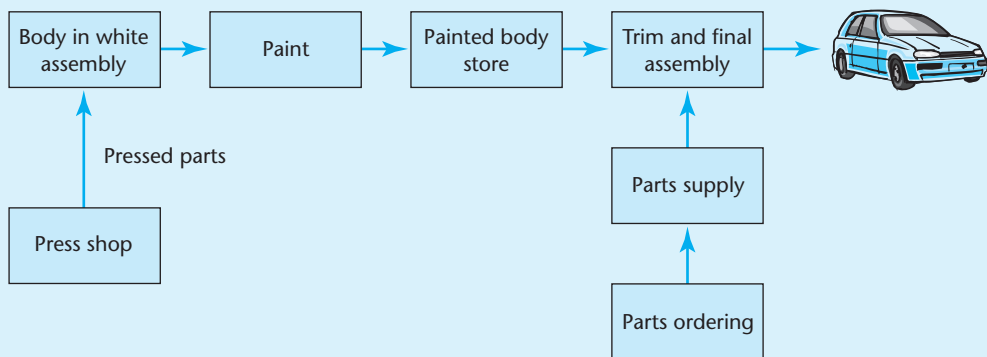 Body in white
assembly
Paint
Painted body
store
Trim and final
assembly
Pressed parts
Parts supply
Press shop
Parts ordering